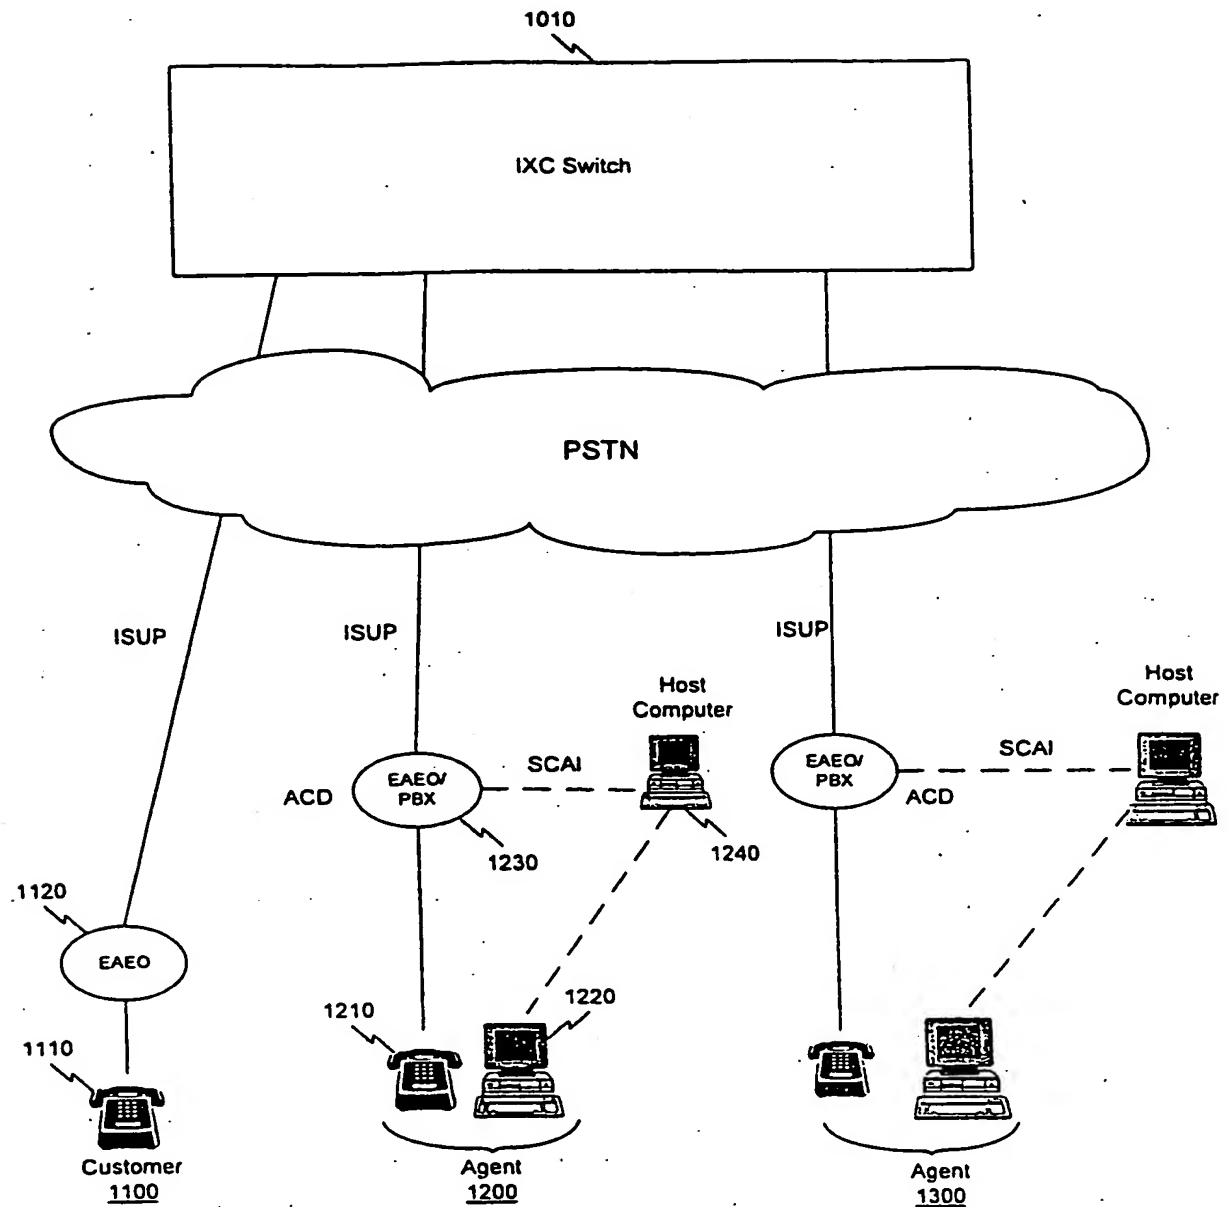 1010
IXC Switch
PSTN
ISUP
ISUP
ISUP
Host
Computer
Host
Computer
SCAI
SCAI
EAEO/
PBX
EAEO/
PBX
ACD
ACD
1230
1240
1120
EAEO
1210
1220
1110
Customer
1100
Agent
1200
Agent
1300